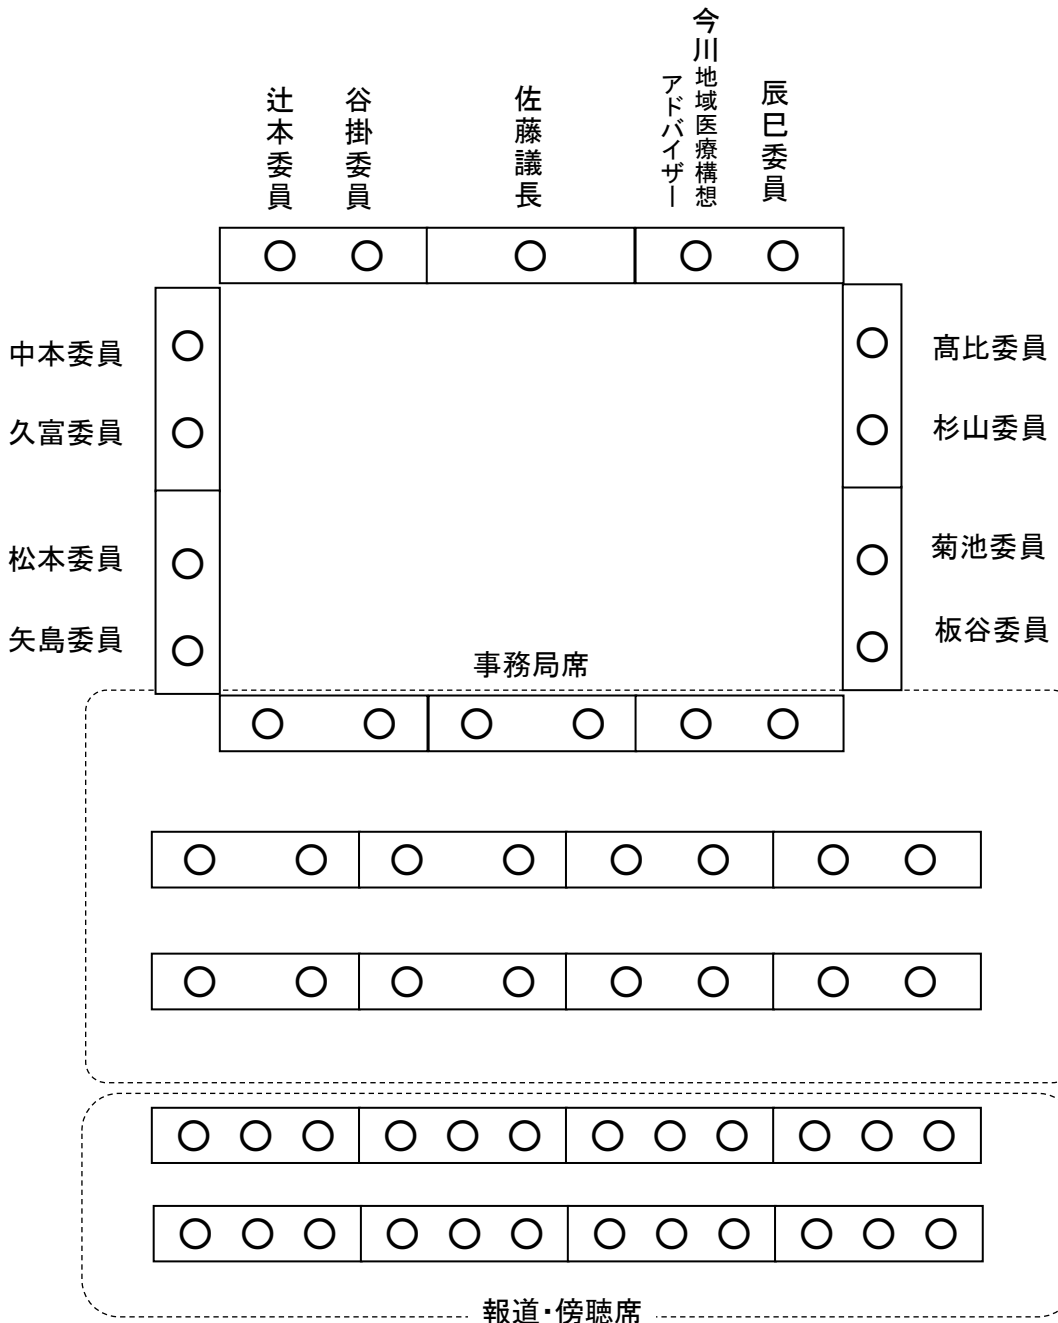 辻本委員
谷掛委員
佐藤議長
今川地域医療構想
アドバイザー
辰巳委員
中本委員
久富委員
松本委員
矢島委員
髙比委員
杉山委員
菊池委員
板谷委員
事務局席
報道・傍聴席